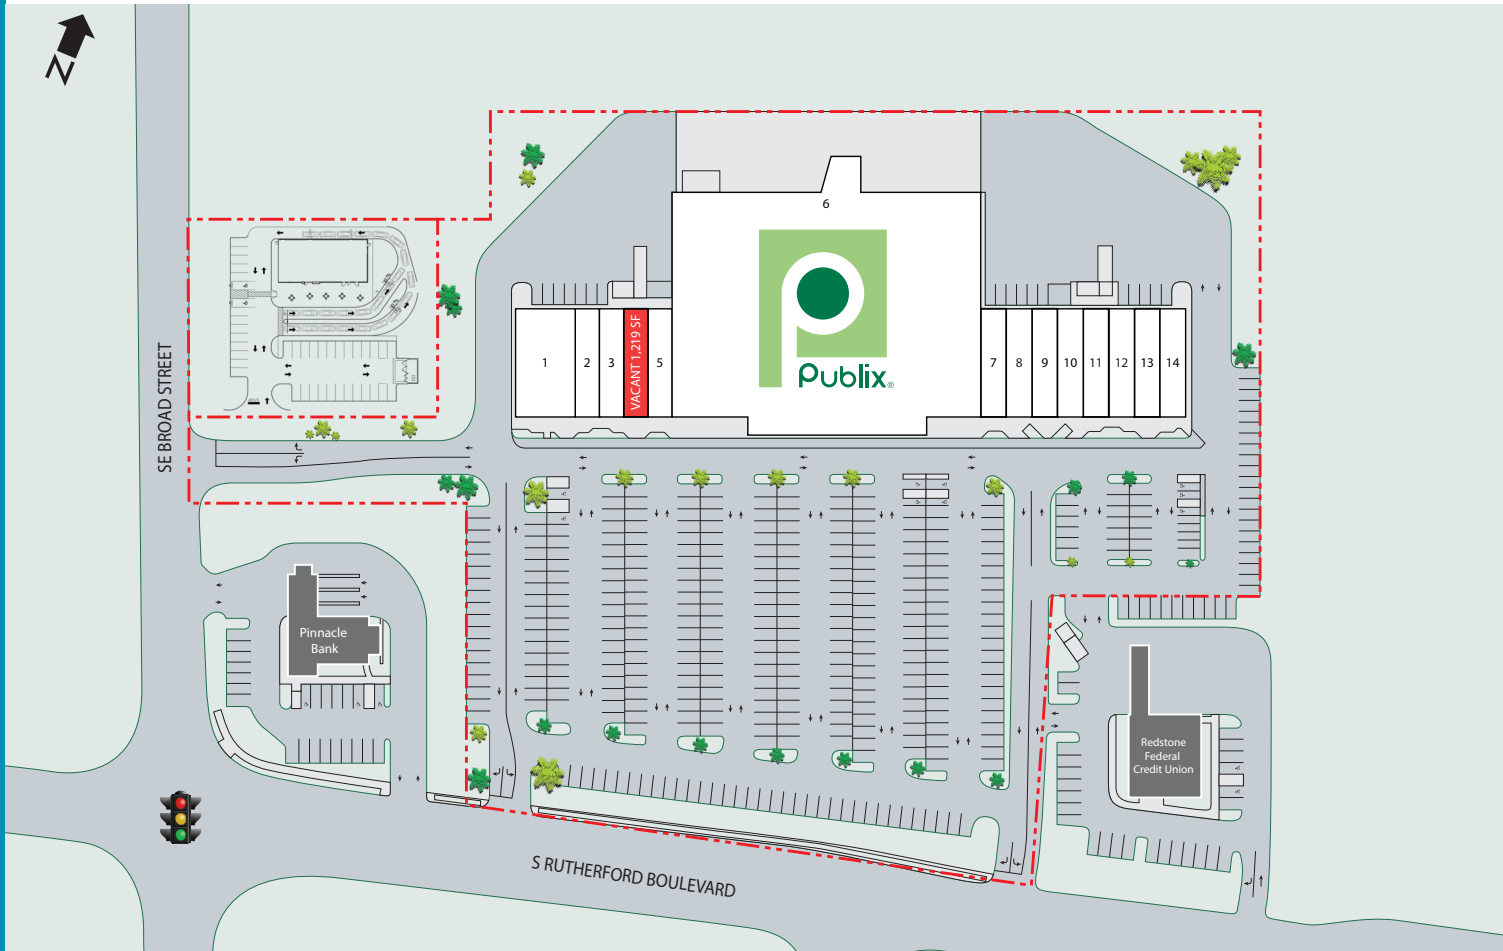 N
6
Publix®
SE BROAD STREET
1
2
3
VACANT 1,219 SF
5
7
8
9
10
11
12
13
14
Pinnacle
Bank
Redstone
Federal
Credit Union
S RUTHERFORD BOULEVARD